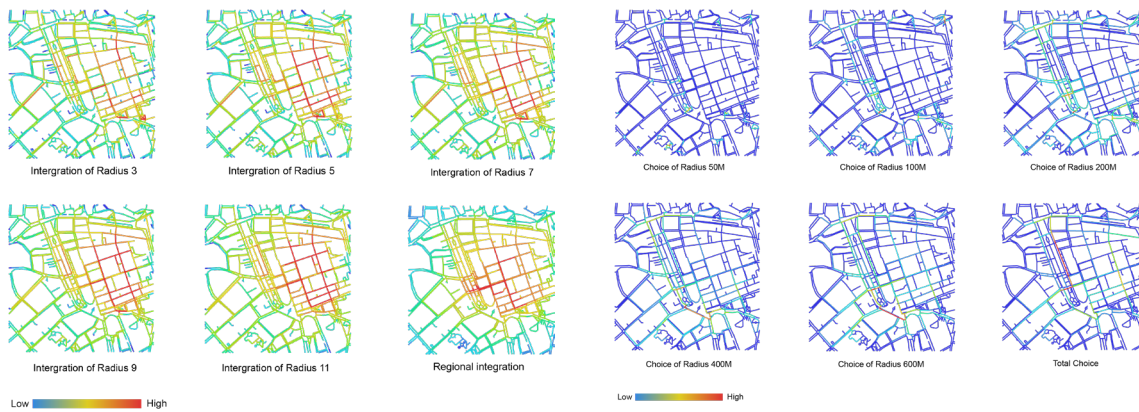 Intergration of Radius 3
Intergration of Radius 5
Intergration of Radius 7
Choice of Radius 50M
Choice of Radius 100M
Choice of Radius 200M
Intergration of Radius 9
Intergration of Radius 11
Regional integration
Choice of Radius 400M
Choice of Radius 600M
Total Choice
Low High
Low High